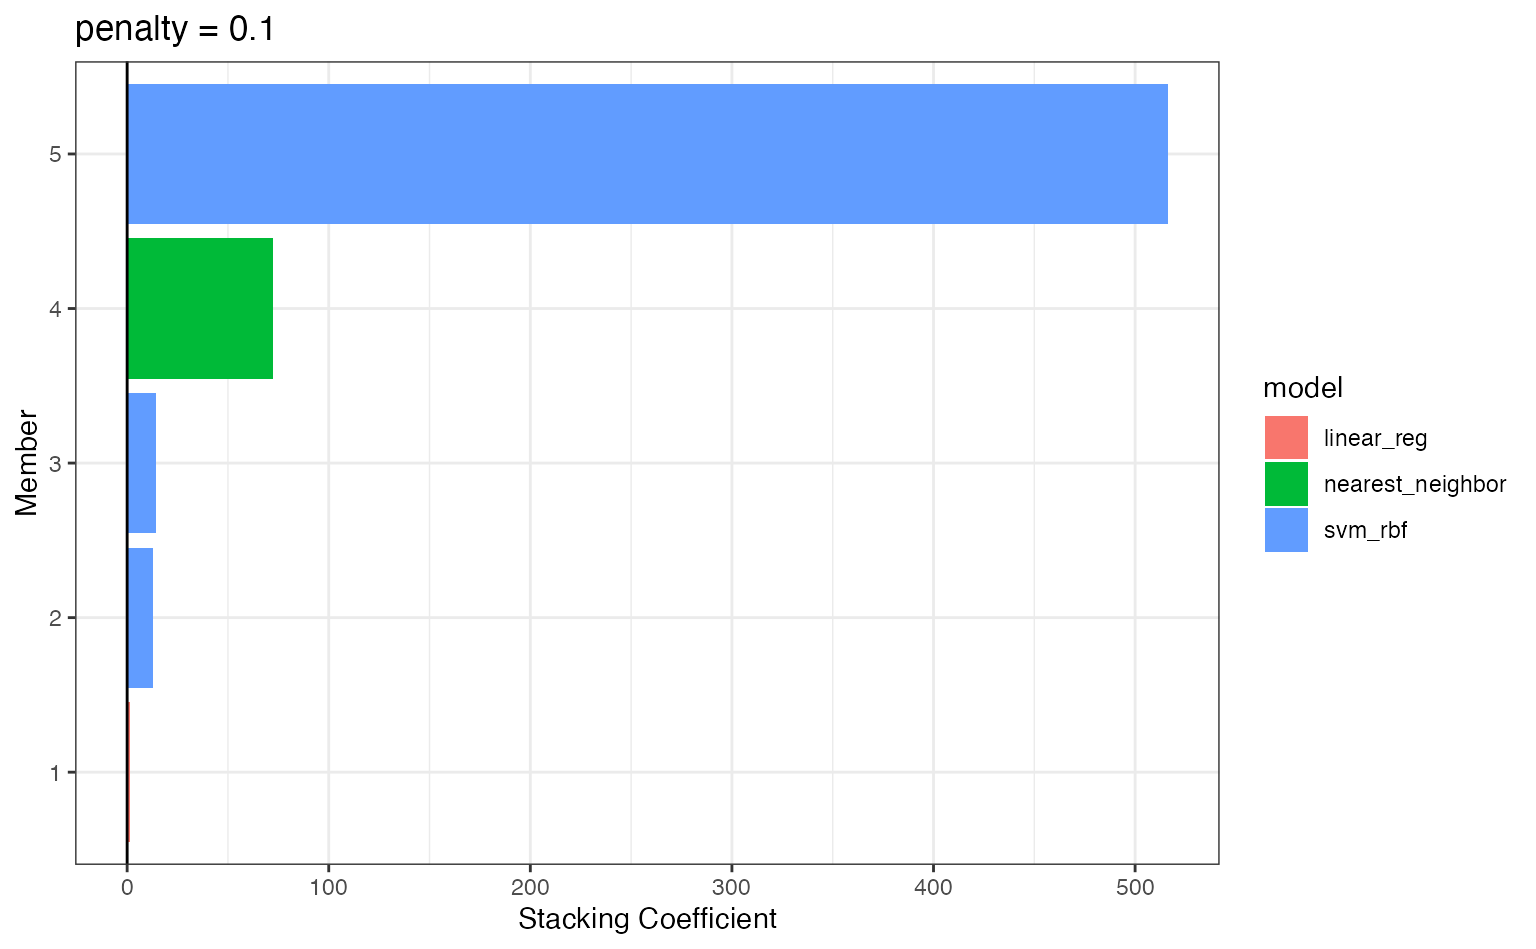 penalty = 0.1
5
4
3
2
1
Member
0 100 200 300 400 500
Stacking Coefficient
model
linear_reg
nearest_neighbor
svm_rbf